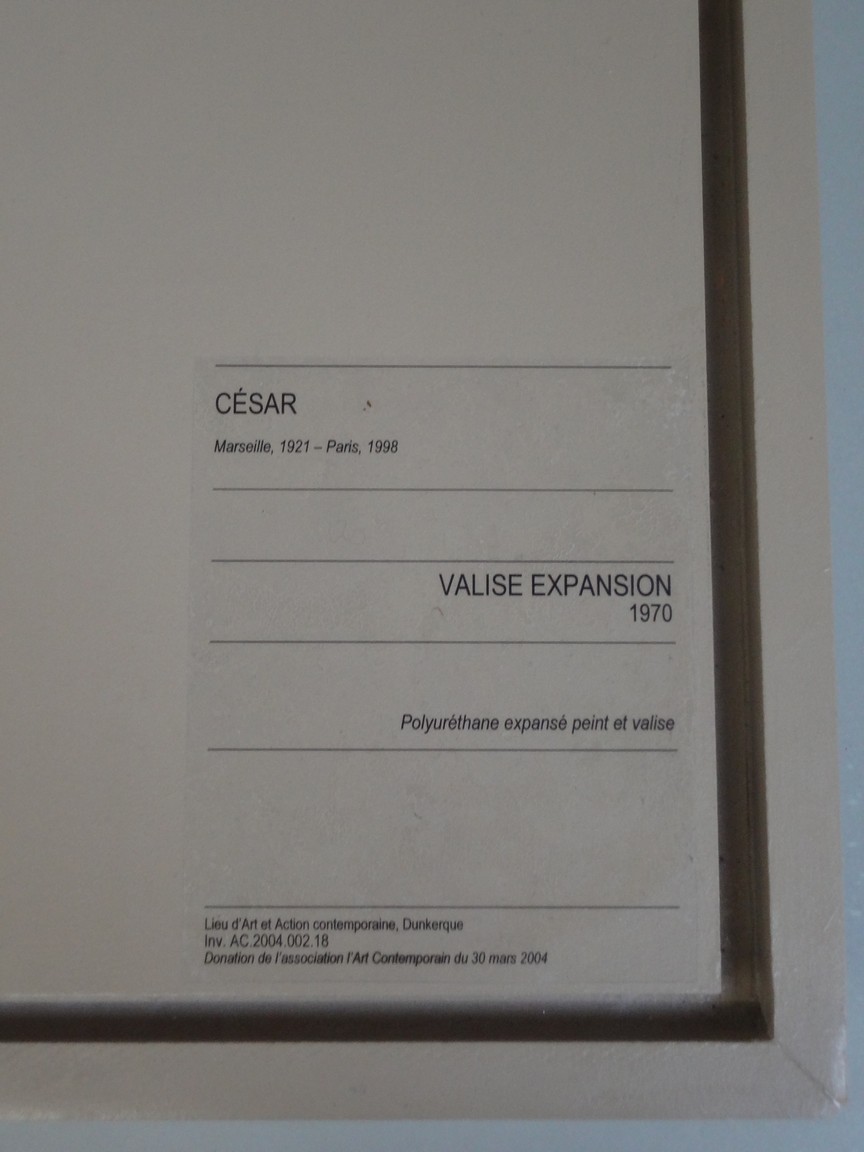 CÉSAR
Marseille, 1921 – Paris, 1998
VALISE EXPANSION
1970
Polyuréthane expansé peint et valise
Lieu d'Art et Action contemporaine, Dunkerque
Inv. AC.2004.002.18
Donation de l'association l'Art Contemporain du 30 mars 2004